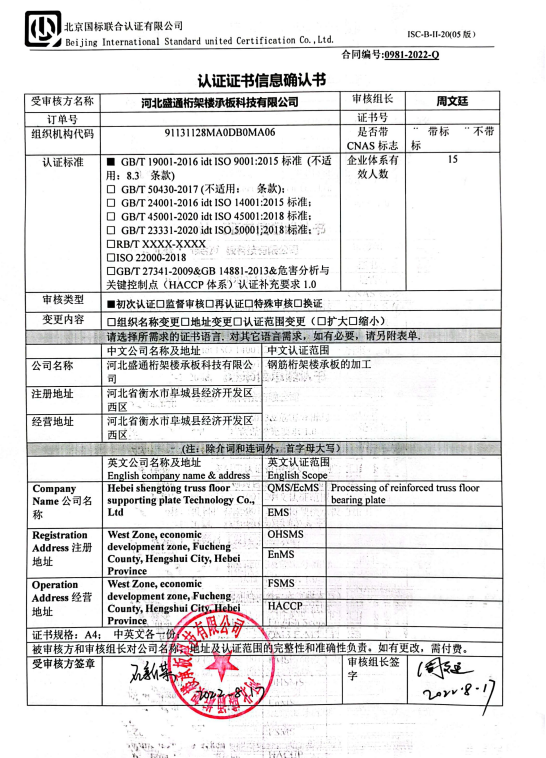 北京国标联合认证有限公司
Beijing International Standard united Certification Co., Ltd.
ISC-B-II-20(05 版)
合同编号:0981-2022-Q
认证证书信息确认书
受审核方名称 河北盛通桁架楼承板科技有限公司 审核组长 周文廷
订单号 证书号
组织机构代码 91131128MA0DB0MA06 是否带CNAS 标志 " 带标 " 不带标
认证标准
■ GB/T 19001-2016 idt ISO 9001:2015 标准 (不适用: 8.3 条款)
□ GB/T 50430-2017 (不适用: 条款);
□ GB/T 24001-2016 idt ISO 14001:2015 标准;
□ GB/T 45001-2020 idt ISO 45001:2018 标准;
□ GB/T 23331-2020 idt ISO 50001:2018 标准;
□RB/T XXXX-XXXX
□ISO 22000-2018
□GB/T 27341-2009&GB 14881-2013&危害分析与
关键控制点（HACCP 体系）认证补充要求 1.0
企业体系有效人数 15
审核类型 ■初次认证□监督审核□再认证□特殊审核□换证
变更内容 □组织名称变更□地址变更□认证范围变更（□扩大□缩小）
请选择所需求的证书语言. 对其它语言需求, 如有必要, 请另附表单.
中文公司名称及地址 中文认证范围
公司名称 河北盛通桁架楼承板科技有限公司 钢筋桁架楼承板的加工
注册地址 河北省衡水市阜城县经济开发区西区
经营地址 河北省衡水市阜城县经济开发区西区
(注: 除介词和连词外, 首字母大写)
英文公司名称及地址 英文认证范围
English company name & address English Scope
Company Name 公司名称
Hebei shengtong truss floor
supporting plate Technology Co.,
Ltd
QMS/EcMS Processing of reinforced truss floor
bearing plate
EMS
Registration Address 注册地址
West Zone, economic
development zone, Fucheng
County, Hengshui City, Hebei
Province
OHSMS
EnMS
Operation Address 经营地址
West Zone, economic
development zone, Fucheng
County, Hengshui City, Hebei
Province
FSMS
HACCP
证书规格: A4; 中英文各一份
被审核方和审核组长对公司名称、地址及认证范围的完整性和准确性负责。如有更改, 需付费。
受审核方签章 2022-8-17 审核组长签字 2022.8.17